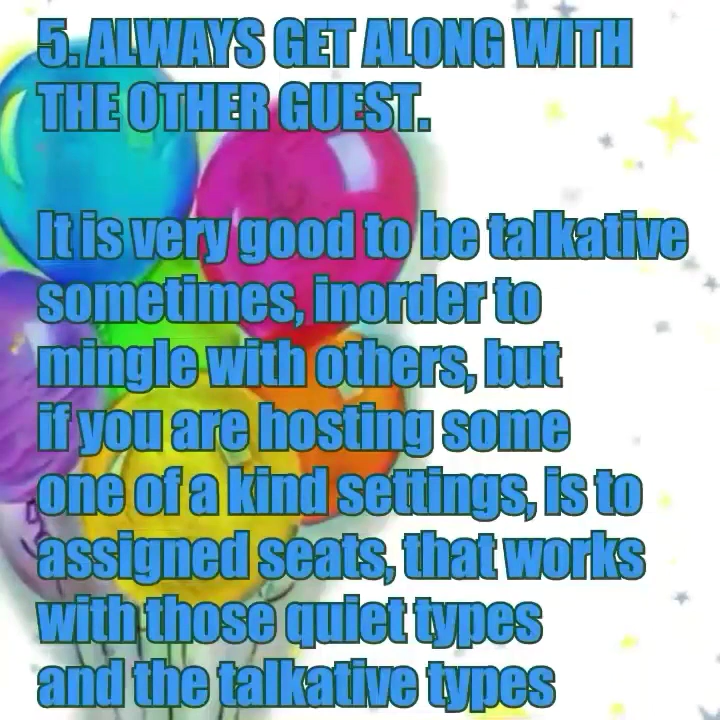 5. ALWAYS GET ALONG WITH
THE OTHER GUEST.
It is very good to be talkative
sometimes, inorder to
mingle with others, but
if you are hosting some
one of a kind settings, is to
assigned seats, that works
with those quiet types
and the talkative types